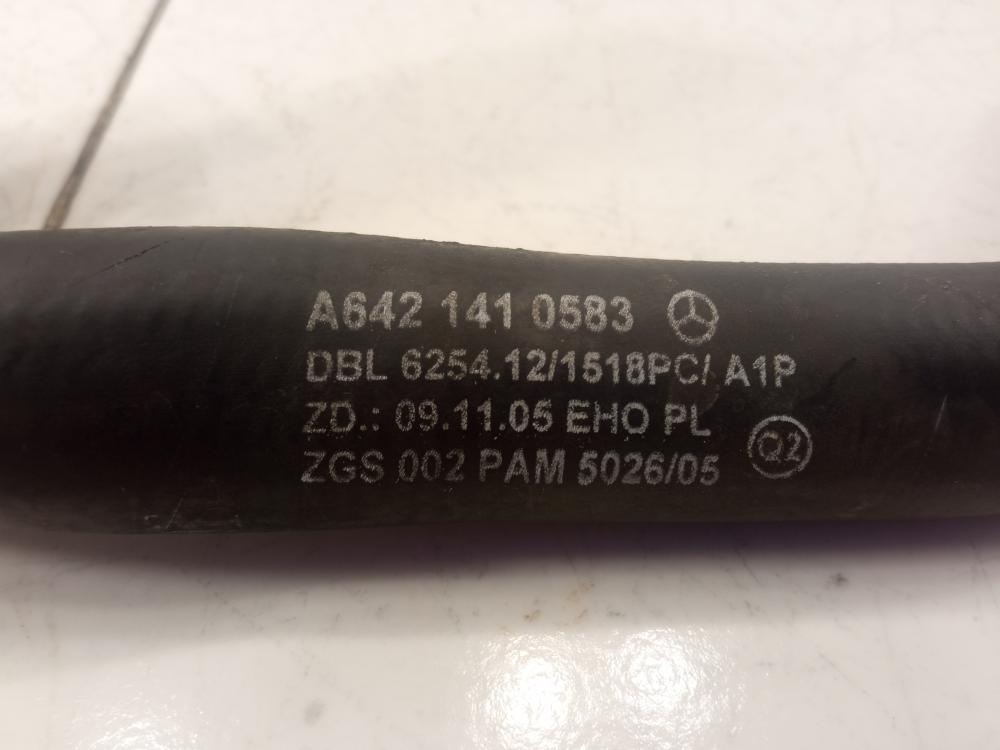 A642 141 0583
DBL 6254.12/1518PC/ A1P
ZD.: 09.11.05 EHO PL
ZGS 002 PAM 5026/05
Q2